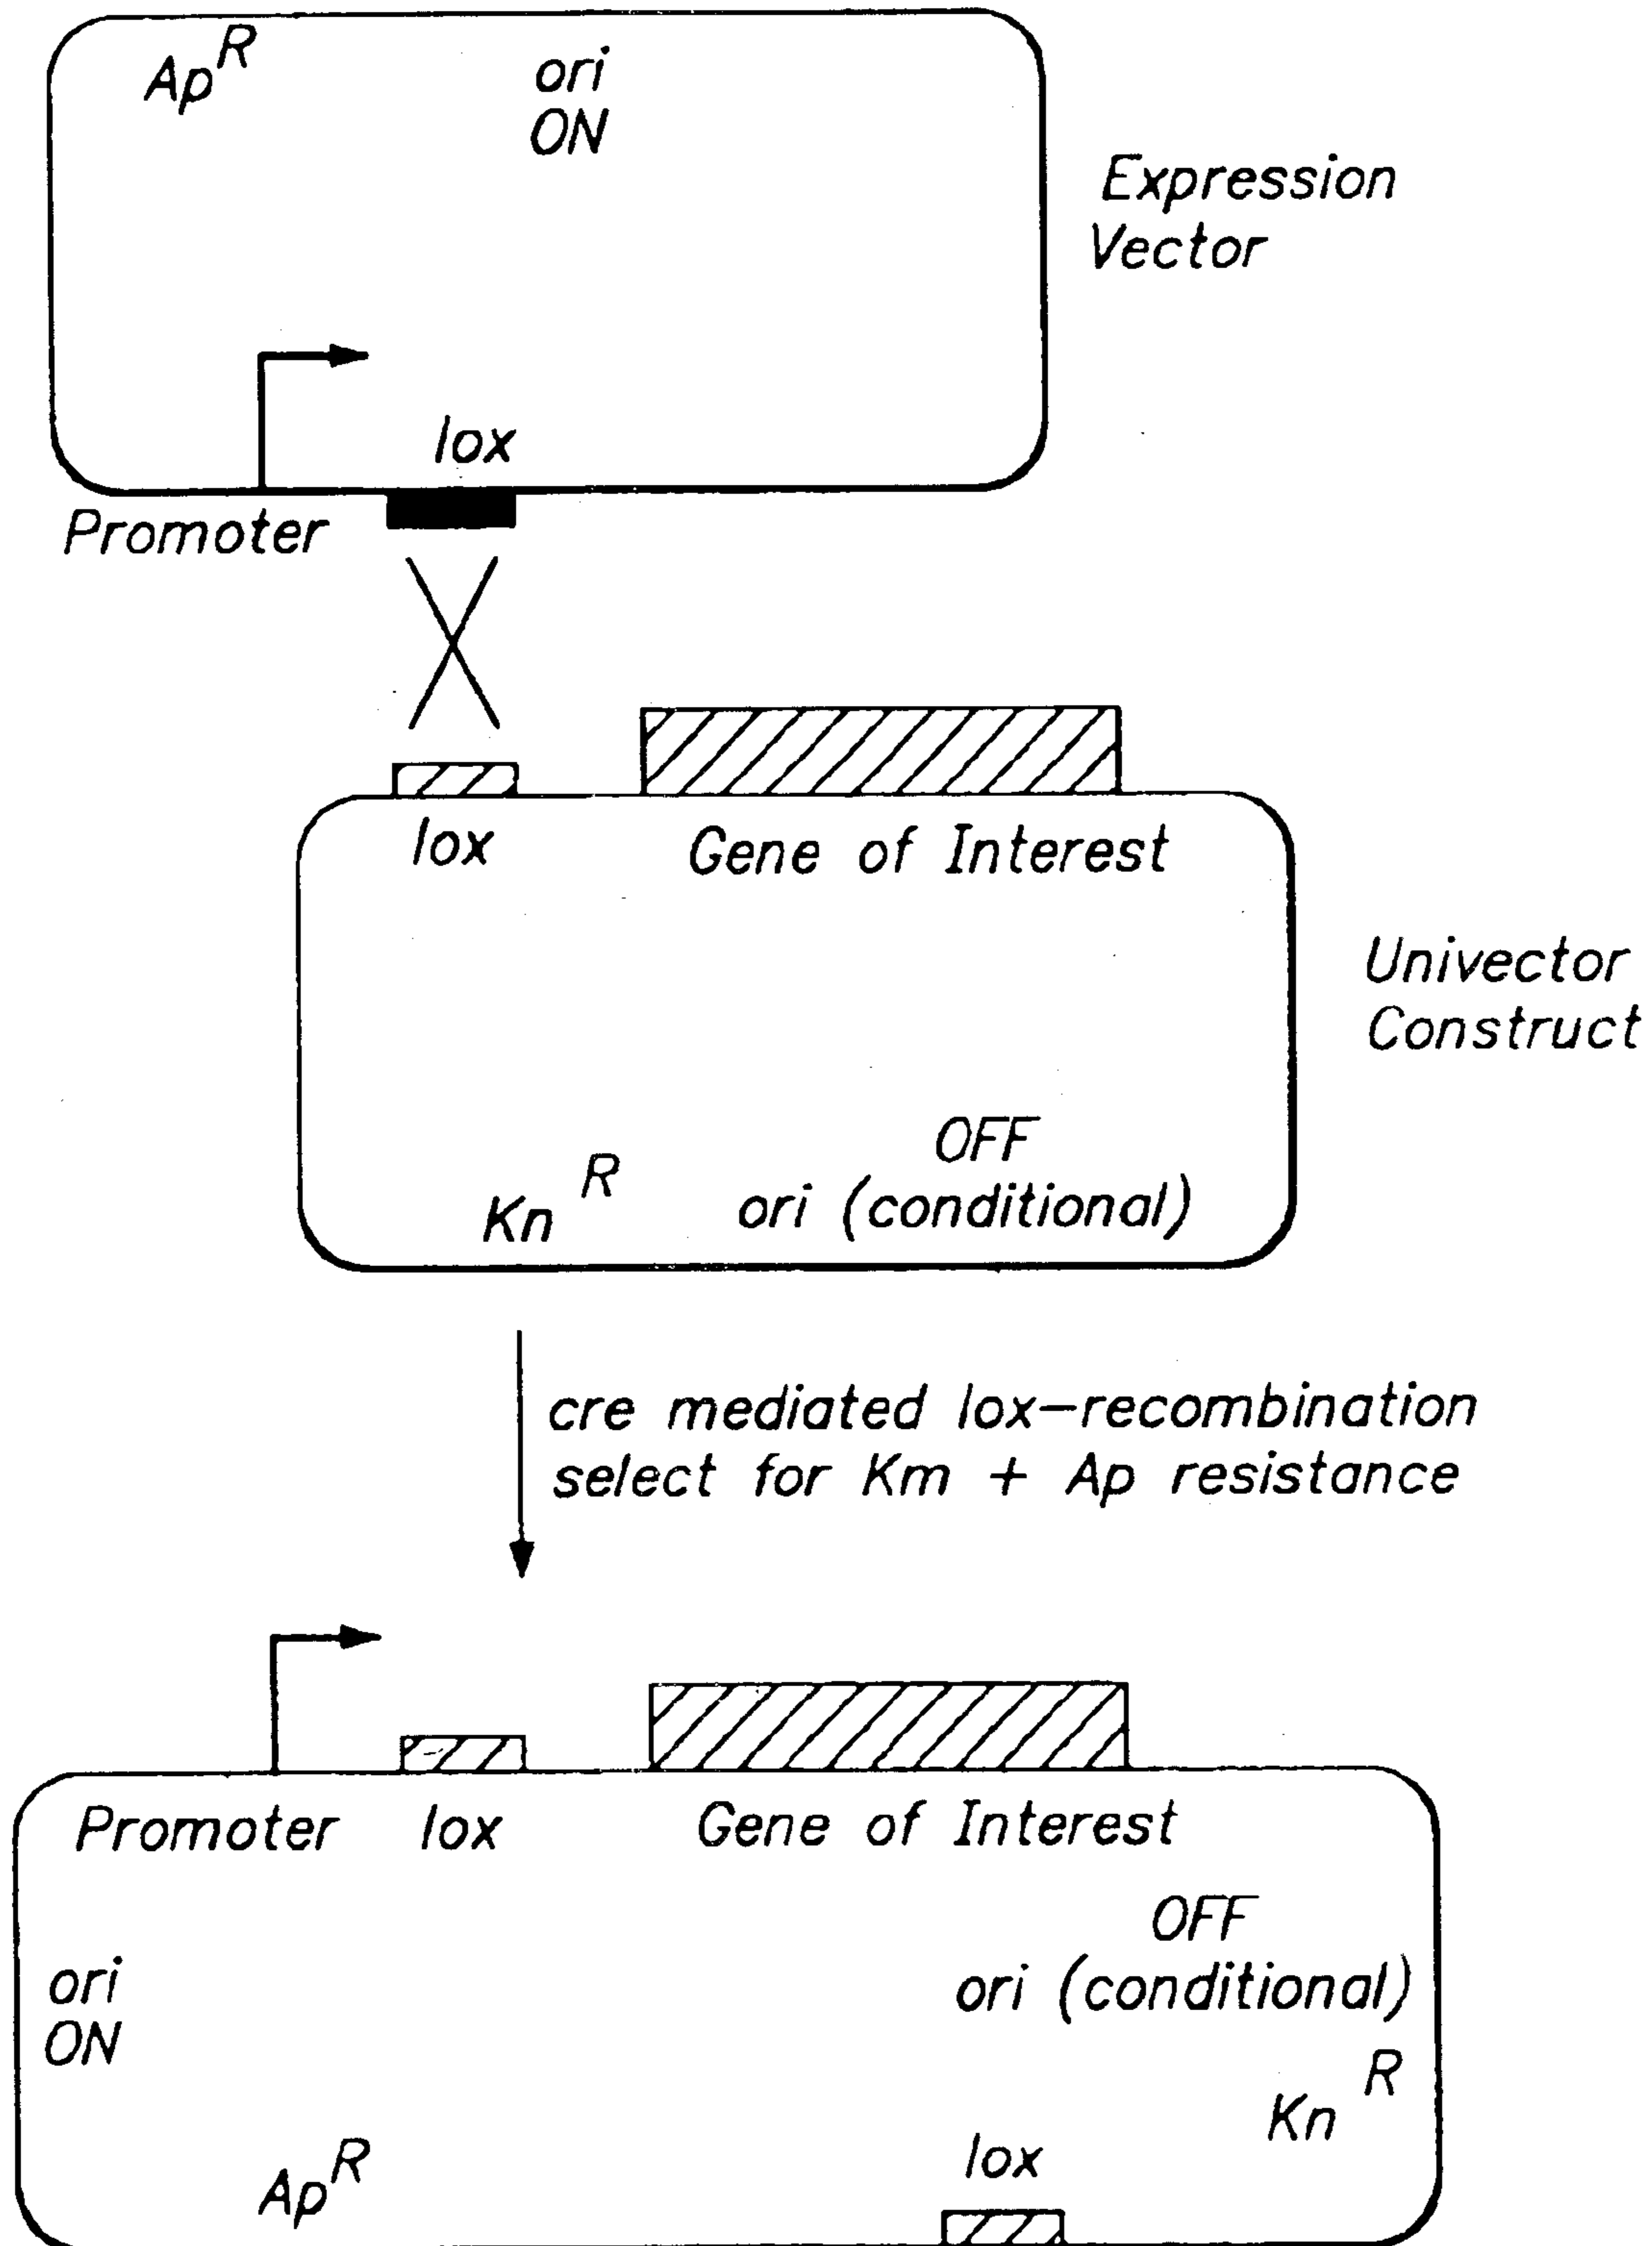 Ap^R
ori
ON
Expression
Vector
lox
Promoter
lox
Gene of Interest
Univector
Construct
OFF
Kn^R
ori (conditional)
cre mediated lox-recombination
select for Km + Ap resistance
Promoter
lox
Gene of Interest
OFF
ori (conditional)
ori
ON
Kn^R
lox
Ap^R